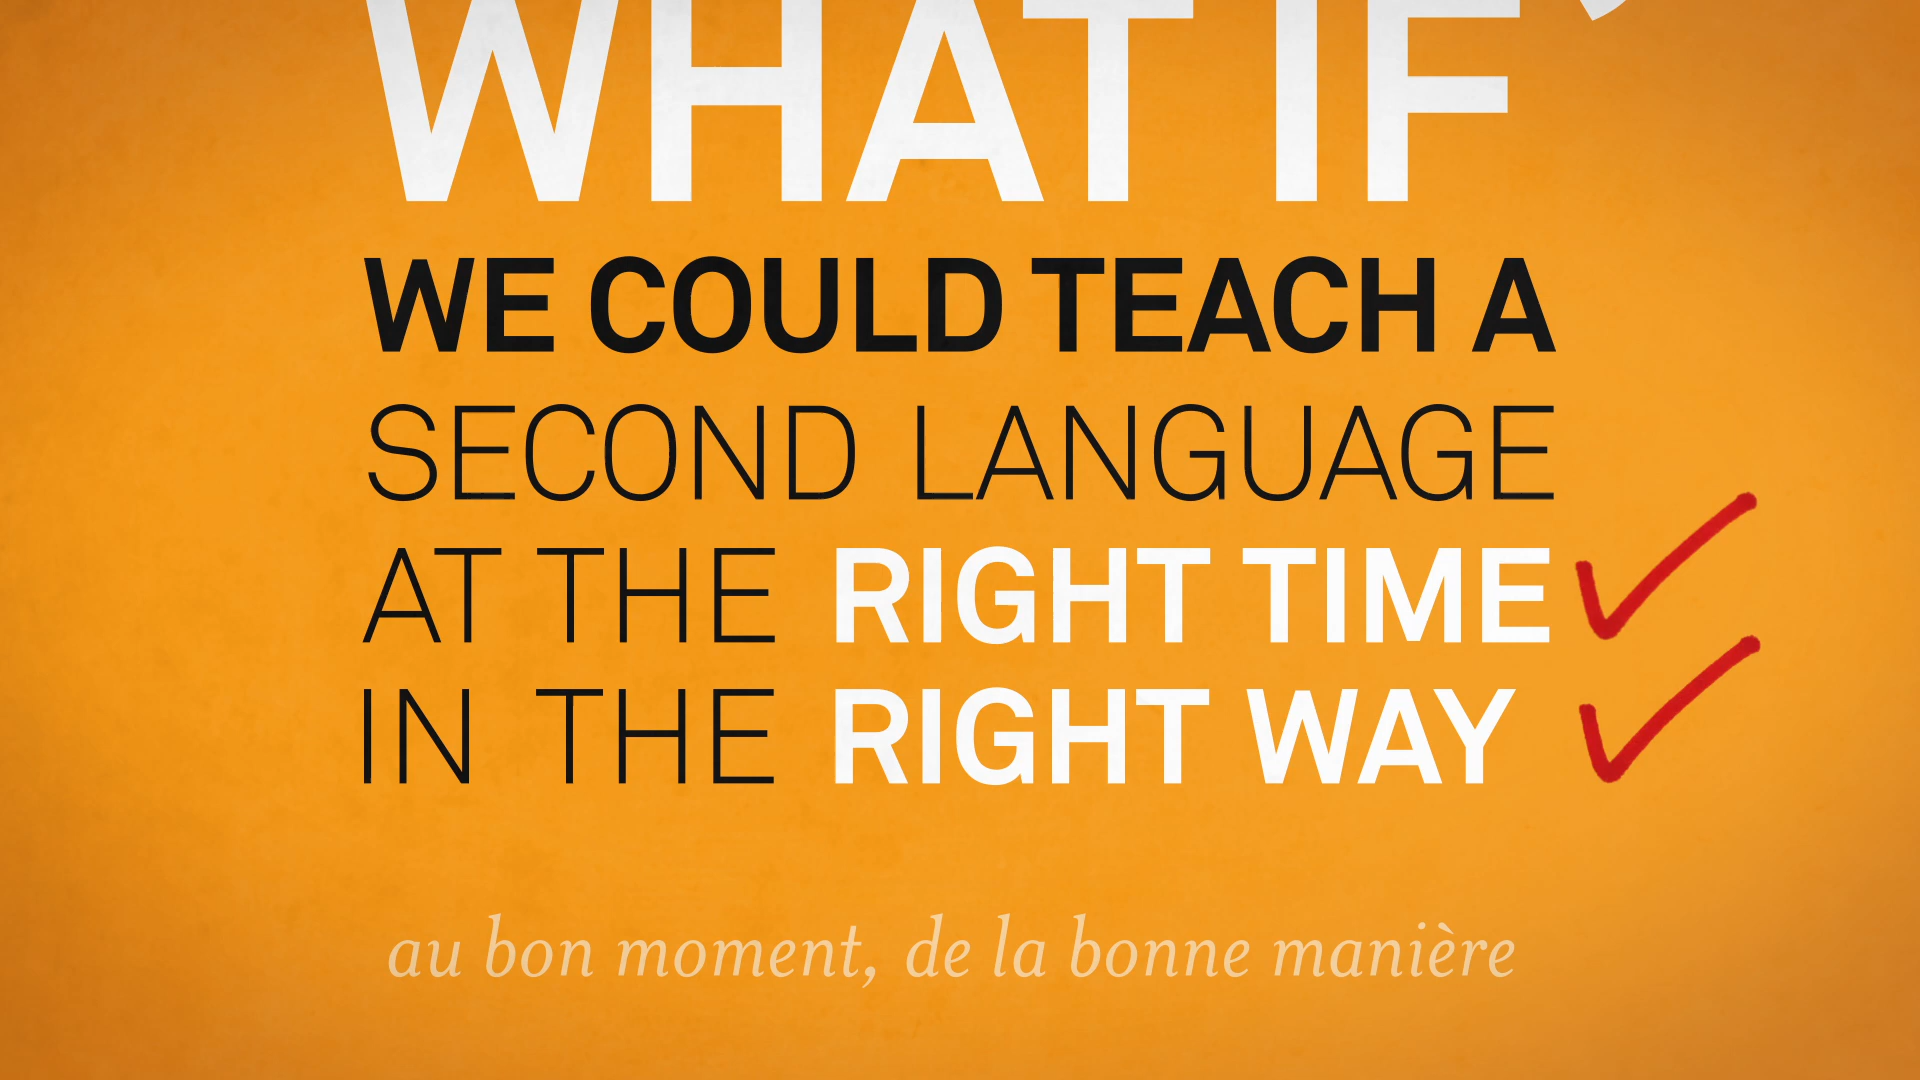 WHAT IF
WE COULD TEACH A
SECOND LANGUAGE
AT THE RIGHT TIME
IN THE RIGHT WAY
au bon moment, de la bonne manière